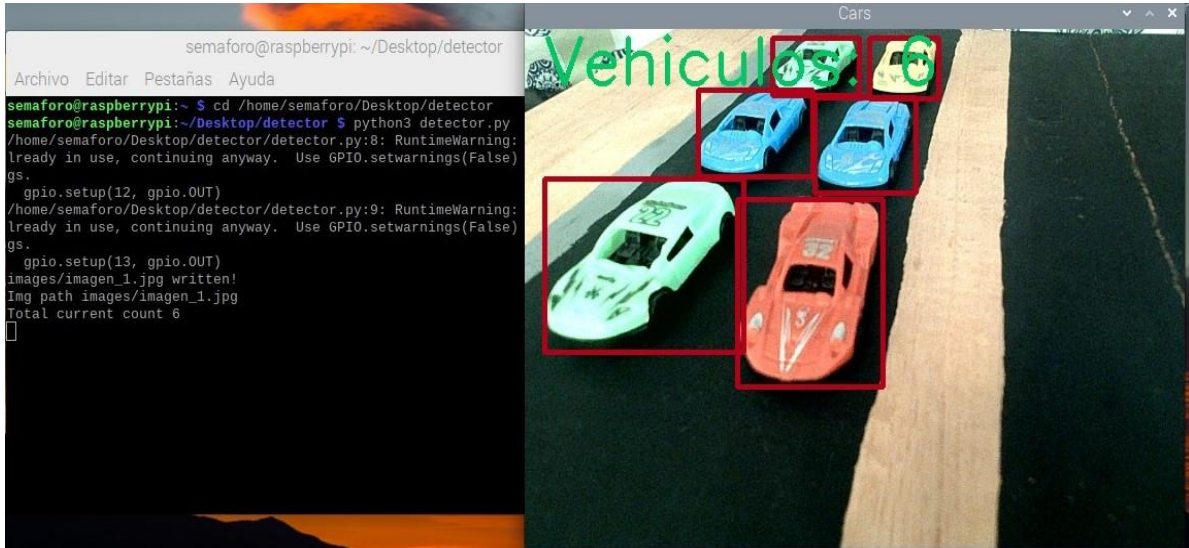 semaforo@raspberrypi: ~/Desktop/detector
Archivo Editar Pestañas Ayuda
semaforo@raspberrypi:~ $ cd /home/semaforo/Desktop/detector
semaforo@raspberrypi:~/Desktop/detector $ python3 detector.py
/home/semaforo/Desktop/detector/detector.py:8: RuntimeWarning:
lready in use, continuing anyway.  Use GPIO.setwarnings(False)
gs.
  gpio.setup(12, gpio.OUT)
/home/semaforo/Desktop/detector/detector.py:9: RuntimeWarning:
lready in use, continuing anyway.  Use GPIO.setwarnings(False)
gs.
  gpio.setup(13, gpio.OUT)
images/imagen_1.jpg written!
Img path images/imagen_1.jpg
Total current count 6
Cars
Vehiculos: 6
22
32